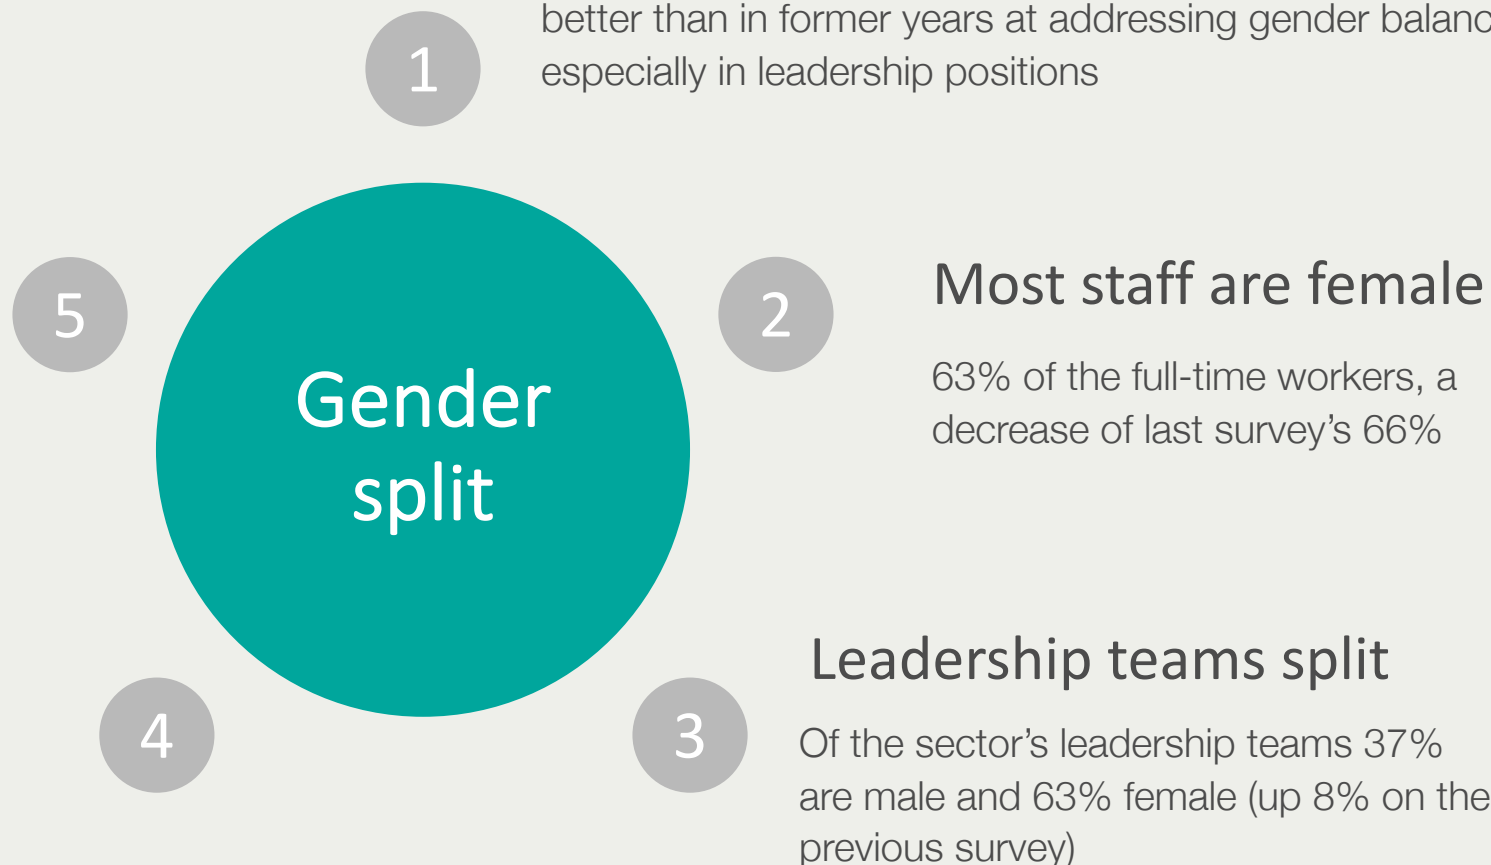 1
better than in former years at addressing gender balanc
especially in leadership positions
5
2
Most staff are female
63% of the full-time workers, a
decrease of last survey’s 66%
Gender
split
4
3
Leadership teams split
Of the sector’s leadership teams 37%
are male and 63% female (up 8% on the
previous survey)